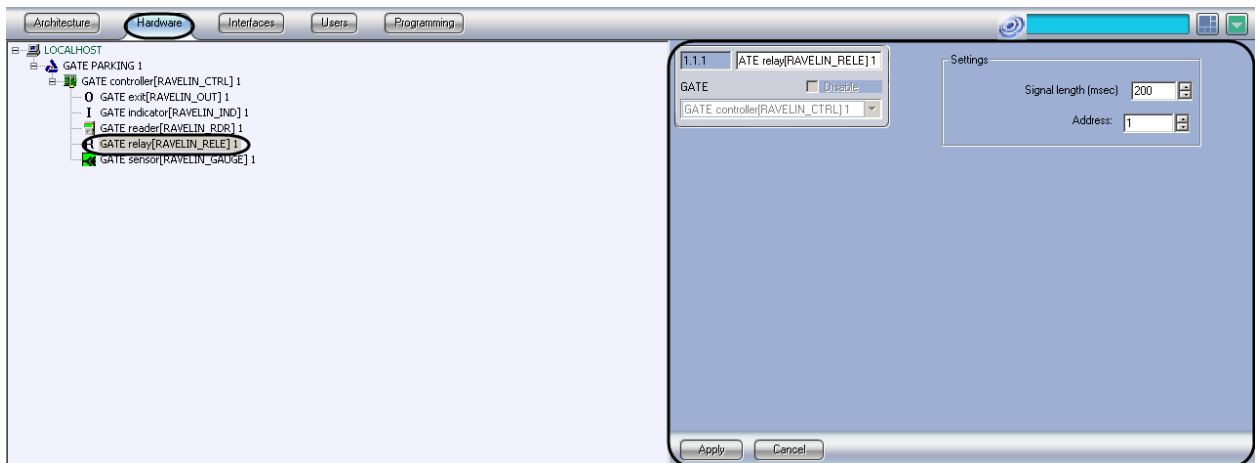 Architecture Hardware Interfaces Users Programming
LOCALHOST
GATE PARKING 1
GATE controller[RAVELIN_CTRL] 1
O GATE exit[RAVELIN_OUT] 1
I GATE indicator[RAVELIN_IND] 1
GATE reader[RAVELIN_RDR] 1
R GATE relay[RAVELIN_RELE] 1
GATE sensor[RAVELIN_GAUGE] 1
1.1.1 ATE relay[RAVELIN_RELE] 1
GATE Disable
GATE controller[RAVELIN_CTRL] 1
Settings
Signal length (msec) 200
Address: 1
Apply Cancel